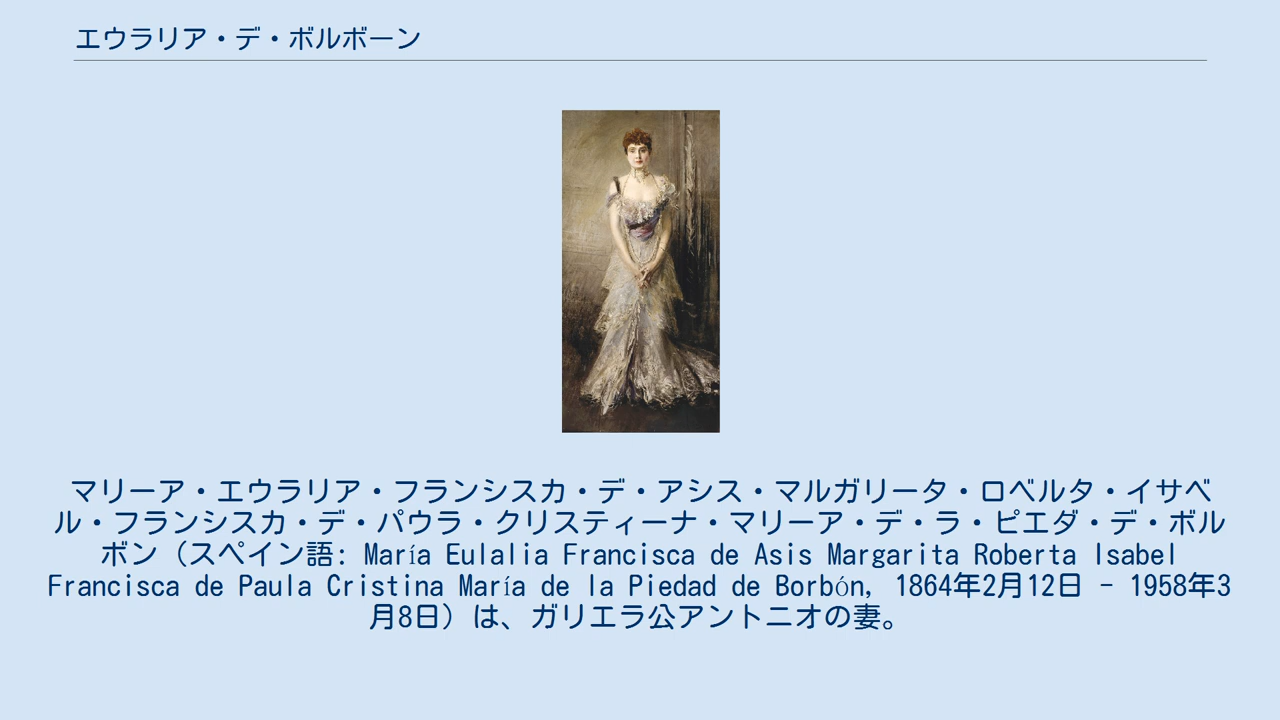 エウラリア・デ・ボルボーン
マリーア・エウラリア・フランシスカ・デ・アシス・マルガリータ・ロベルタ・イサベ
ル・フランシスカ・デ・パウラ・クリスティーナ・マリーア・デ・ラ・ピエダ・デ・ボル
ボン（スペイン語: María Eulalia Francisca de Asis Margarita Roberta Isabel
Francisca de Paula Cristina María de la Piedad de Borbón, 1864年2月12日 - 1958年3
月8日）は、ガリエラ公アントニオの妻。